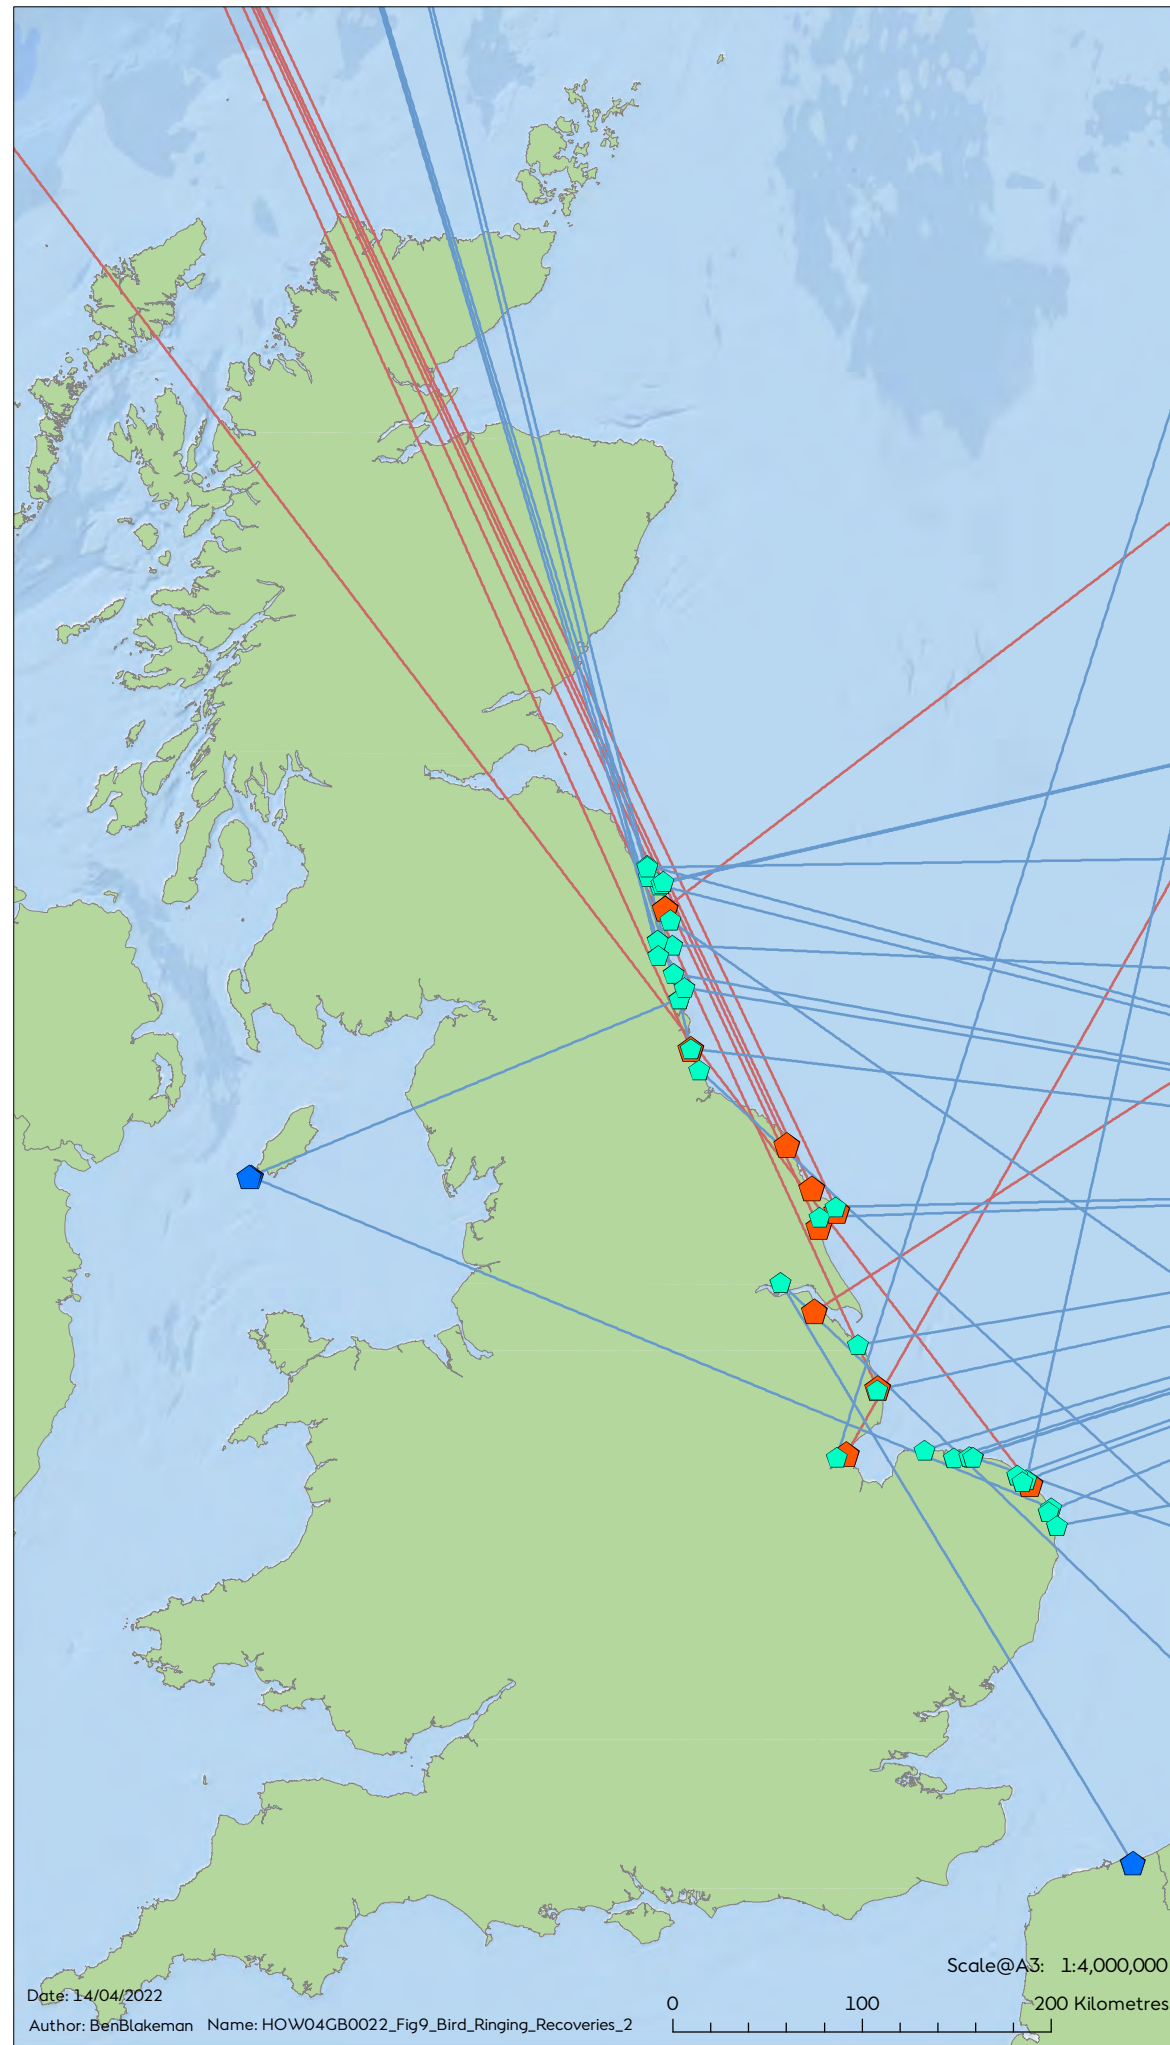 Scale@A3: 1:4,000,000
Date: 14/04/2022
0 100 200 Kilometres
Author: BenBlakeman Name: HOW04GB0022_Fig9_Bird_Ringing_Recoveries_2